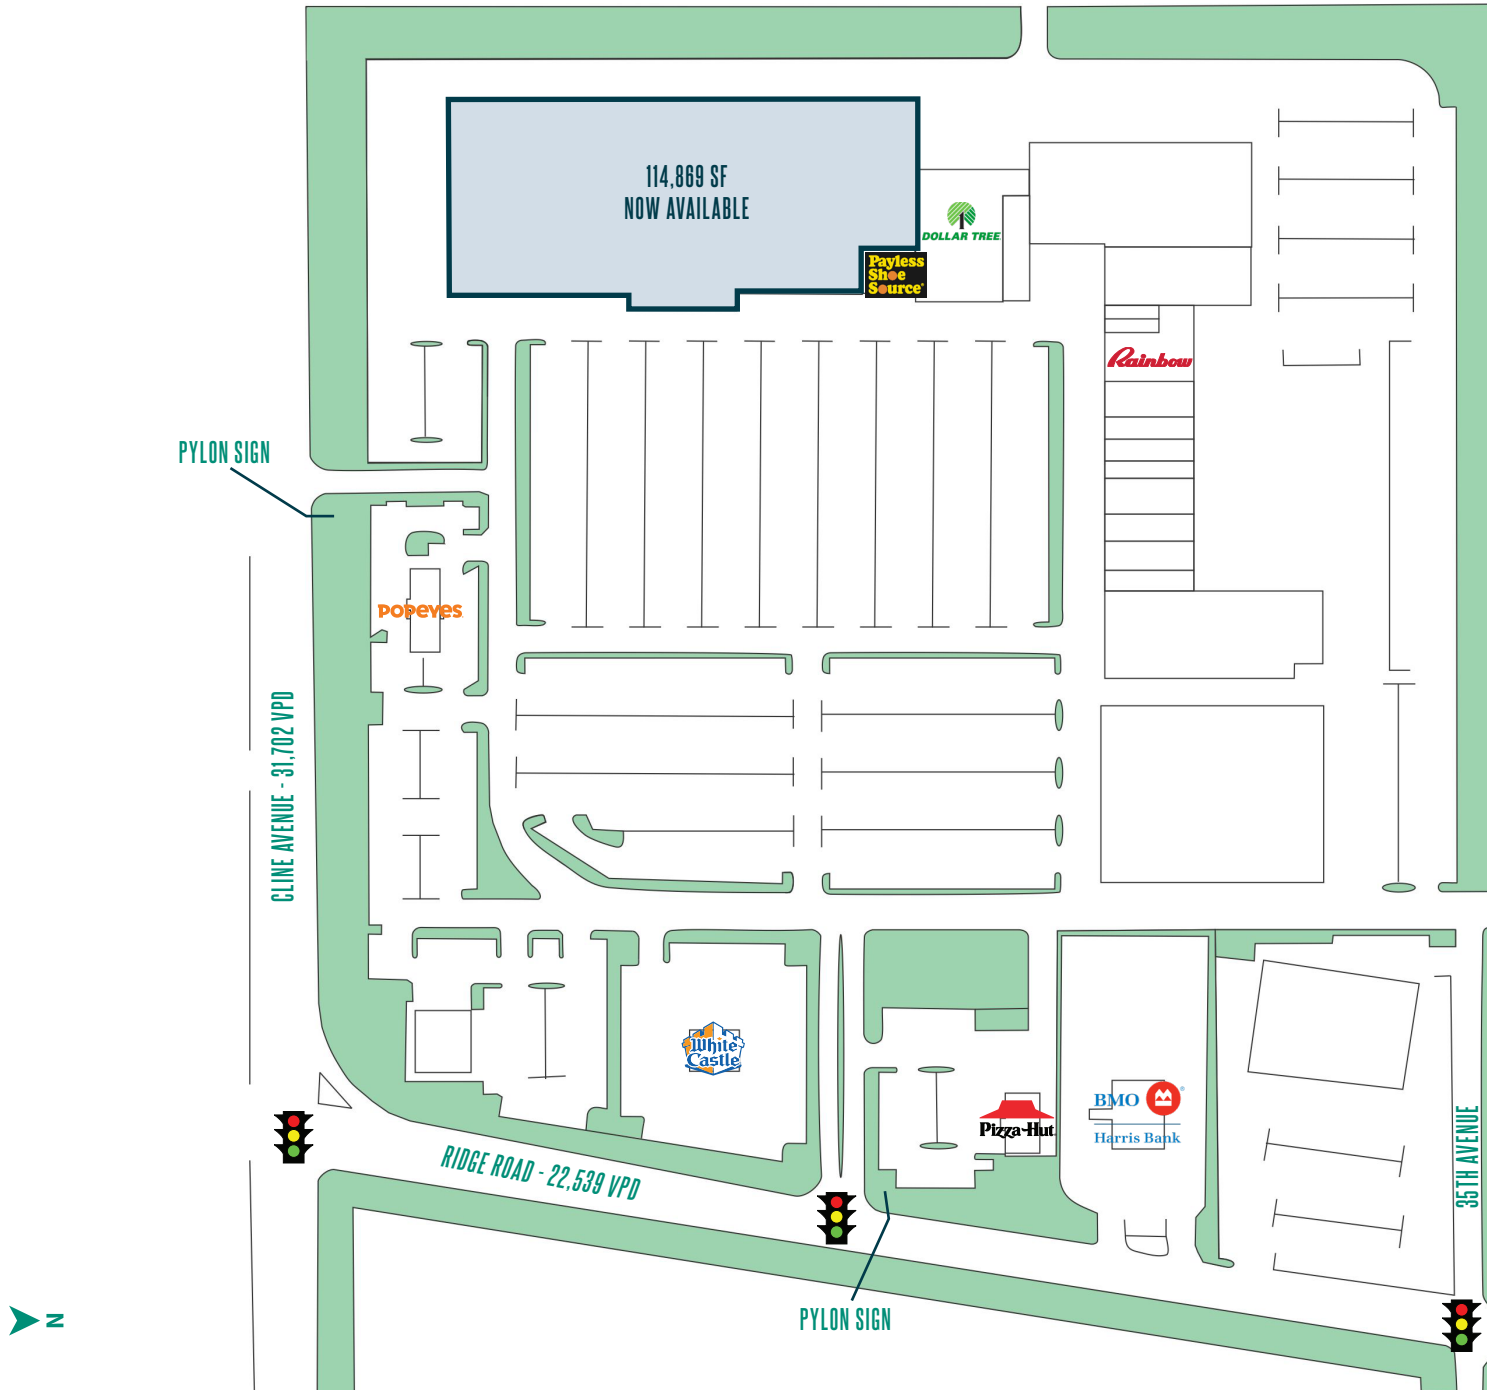 114,869 SF
NOW AVAILABLE
DOLLAR TREE
Payless
Shoe
Source
Rainbow
PYLON SIGN
POPEYES
CLINE AVENUE - 31,702 VPD
White
Castle
Pizza Hut
BMO
Harris Bank
RIDGE ROAD - 22,539 VPD
35TH AVENUE
PYLON SIGN
N